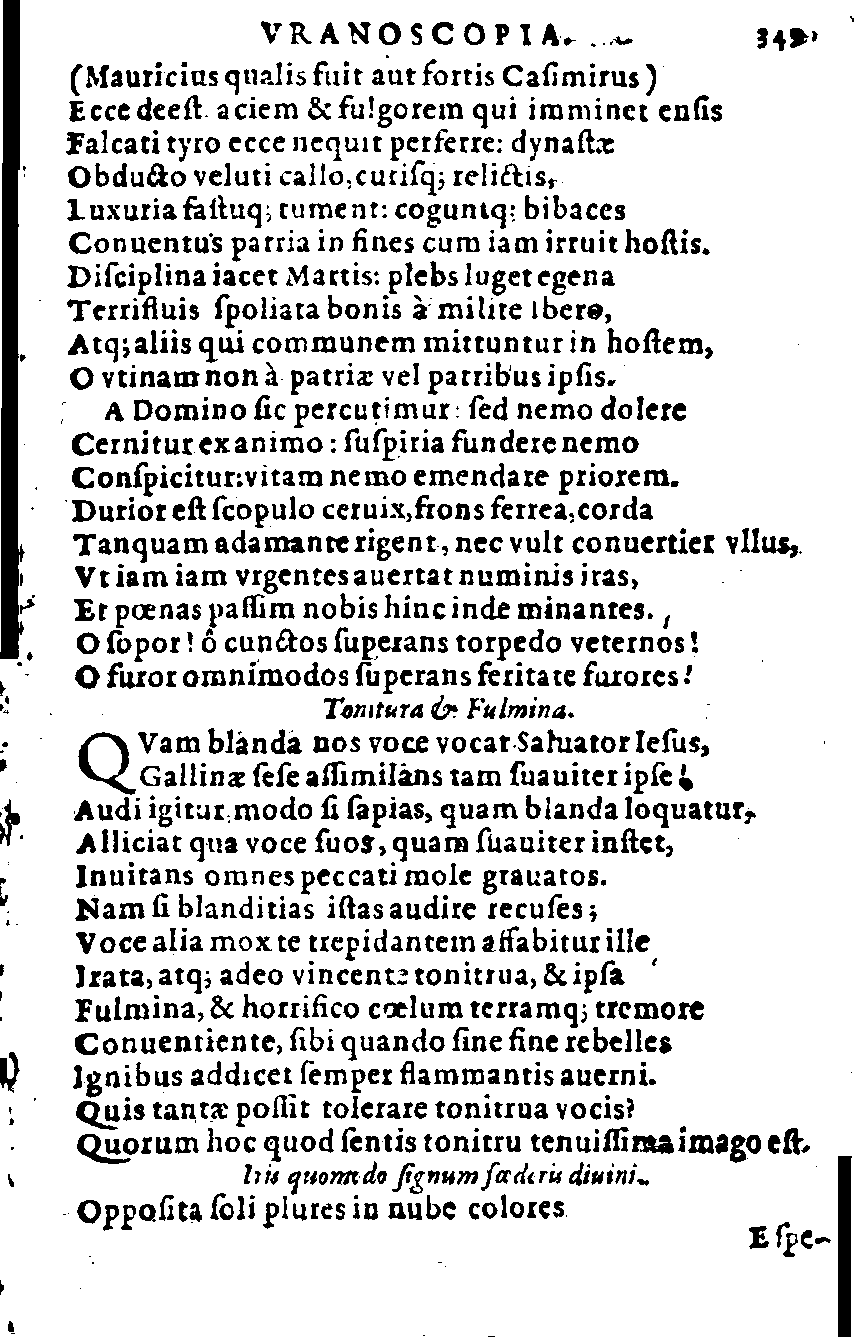 VRANOSCOPIA. 349
(Mauricius qualis fuit aut fortis Caſimirus)
Ecce deeſt. aciem & fulgorem qui imminet enſis
Falcati tyro ecce nequit perferre: dynaſtæ
Obducto veluti callo, cutiſq; relictis,
Luxuria faſtuq; tument: coguntq; bibaces
Conuentus patria in fines cum iam irruit hoſtis.
Diſciplina iacet Martis: plebs luget egena
Terrifluis ſpoliata bonis à milite Ibero,
Atq; aliis qui communem mittuntur in hoſtem,
O vtinam non à patriæ vel patribus ipſis.
A Domino ſic percutimur: ſed nemo dolere
Cernitur ex animo: ſuſpiria fundere nemo
Conſpicitur: vitam nemo emendare priorem.
Durior eſt ſcopulo ceruix, frons ferrea, corda
Tanquam adamante rigent, nec vult conuertier vllus,
Vt iam iam vrgentes auertat numinis iras,
Et pœnas paſſim nobis hinc inde minantes.
O ſopor! ô cunctos ſuperans torpedo veternos!
O furor omnimodos ſuperans feritate furores!
Tonitura & Fulmina.
QVam blanda nos voce vocat Saluator Ieſus,
Gallinæ ſeſe aſſimilans tam ſuauiter ipſe!
Audi igitur modo ſi ſapias, quam blanda loquatur,
Alliciat qua voce ſuos, quam ſuauiter inſtet,
Inuitans omnes peccati mole grauatos.
Nam ſi blanditias iſtas audire recuſes;
Voce alia mox te trepidantem affabitur ille
Irata, atq; adeo vincente tonitrua, & ipſa
Fulmina, & horrifico cœlum terramq; tremore
Conuentiente, ſibi quando ſine fine rebelles
Ignibus addicet ſemper flammantis auerni.
Quis tantæ poſſit tolerare tonitrua vocis?
Quorum hoc quod ſentis tonitru tenuiſſima imago eſt.
Iris quomodo ſignum fœderis diuini.
Oppoſita ſoli plures in nube colores
E ſpe-